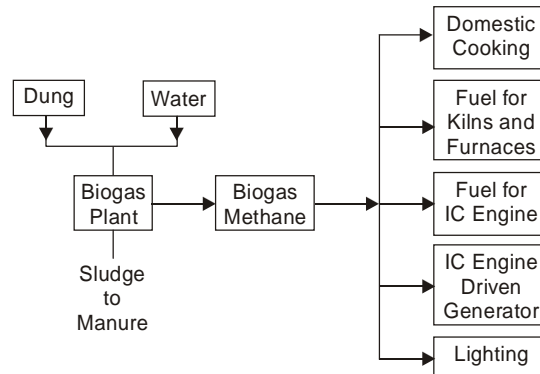 Dung
Water
Biogas
Plant
Sludge
to
Manure
Biogas
Methane
Domestic
Cooking
Fuel for
Kilns and
Furnaces
Fuel for
IC Engine
IC Engine
Driven
Generator
Lighting